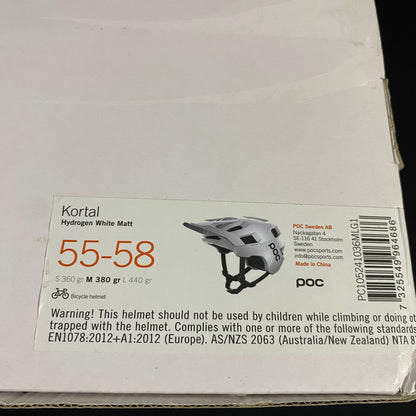 Kortal
Hydrogen White Matt
55-58
S 360 gr M 380 gr L 440 gr
Bicycle helmet
POC
POC Sweden AB
Nackagatan 4
SE-116 41 Stockholm
Sweden
www.pocsports.com
info@pocsports.com
Made in China
poc
PC105241036MLG1
7 325549 964686
Warning! This helmet should not be used by children while climbing or doing ot
trapped with the helmet. Complies with one or more of the following standards
EN1078:2012+A1:2012 (Europe). AS/NZS 2063 (Australia/New Zealand) NTA 8